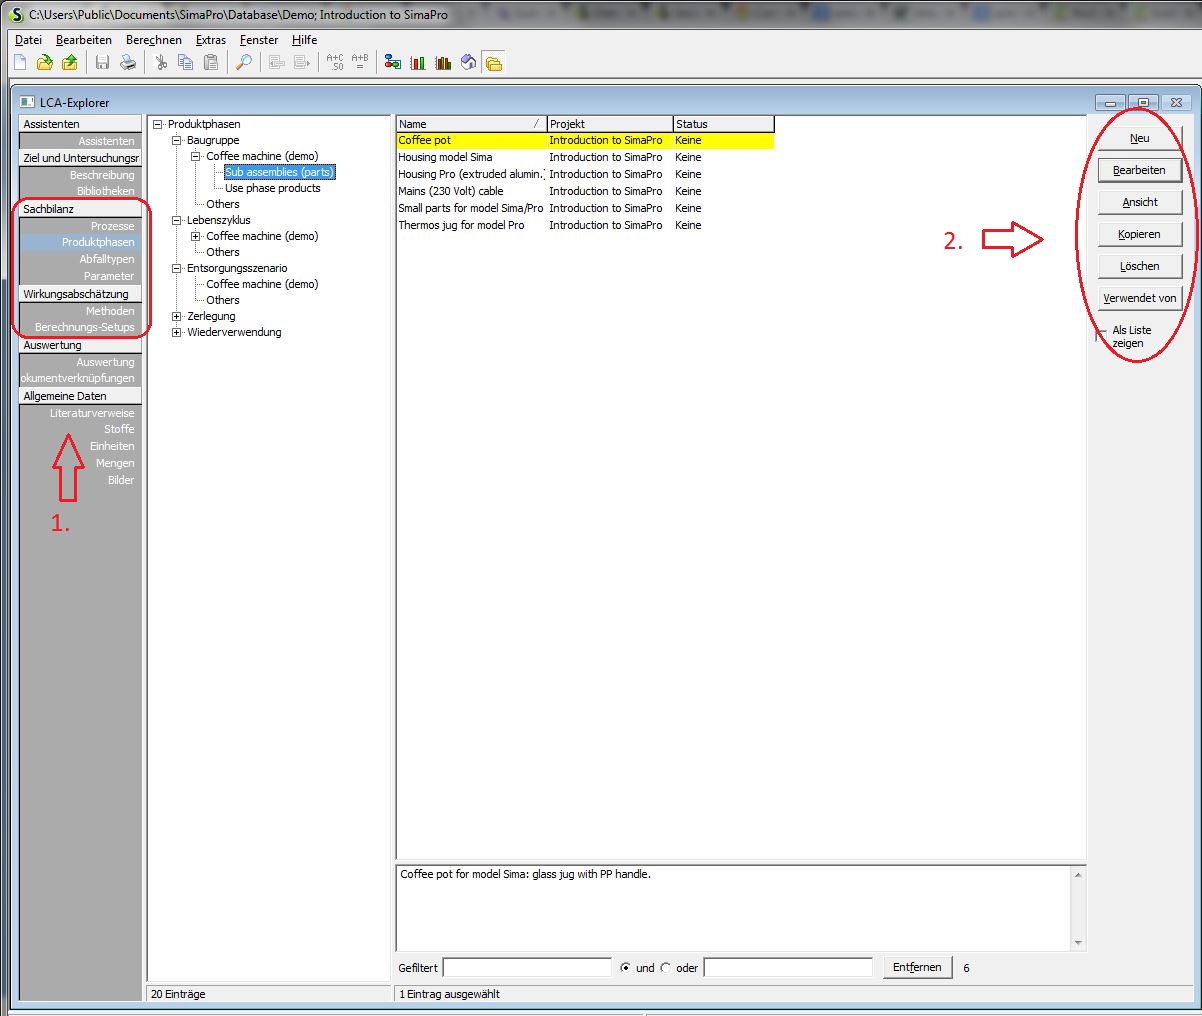 C:\Users\Public\Documents\SimaPro\Database\Demo; Introduction to SimaPro
Datei Bearbeiten Berechnen Extras Fenster Hilfe
A+C .SO A+B =
LCA-Explorer
Assistenten
Assistenten
Ziel und Untersuchungsr
Beschreibung
Bibliotheken
Sachbilanz
Prozesse
Produktphasen
Abfalltypen
Parameter
Wirkungsabschätzung
Methoden
Berechnungs-Setups
Auswertung
Auswertung
okumentverknüpfungen
Allgemeine Daten
Literaturverweise
Stoffe
Einheiten
Mengen
Bilder
1.
Produktphasen
Baugruppe
Coffee machine (demo)
Sub assemblies (parts)
Use phase products
Others
Lebenszyklus
Coffee machine (demo)
Others
Entsorgungsszenario
Coffee machine (demo)
Others
Zerlegung
Wiederverwendung
20 Einträge
Name Projekt Status
Coffee pot Introduction to SimaPro Keine
Housing model Sima Introduction to SimaPro Keine
Housing Pro (extruded alumin. Introduction to SimaPro Keine
Mains (230 Volt) cable Introduction to SimaPro Keine
Small parts for model Sima/Pro Introduction to SimaPro Keine
Thermos jug for model Pro Introduction to SimaPro Keine
2.
Neu
Bearbeiten
Ansicht
Kopieren
Löschen
Verwendet von
Als Liste
zeigen
Coffee pot for model Sima: glass jug with PP handle.
Gefiltert und oder Entfernen 6
1 Eintrag ausgewählt